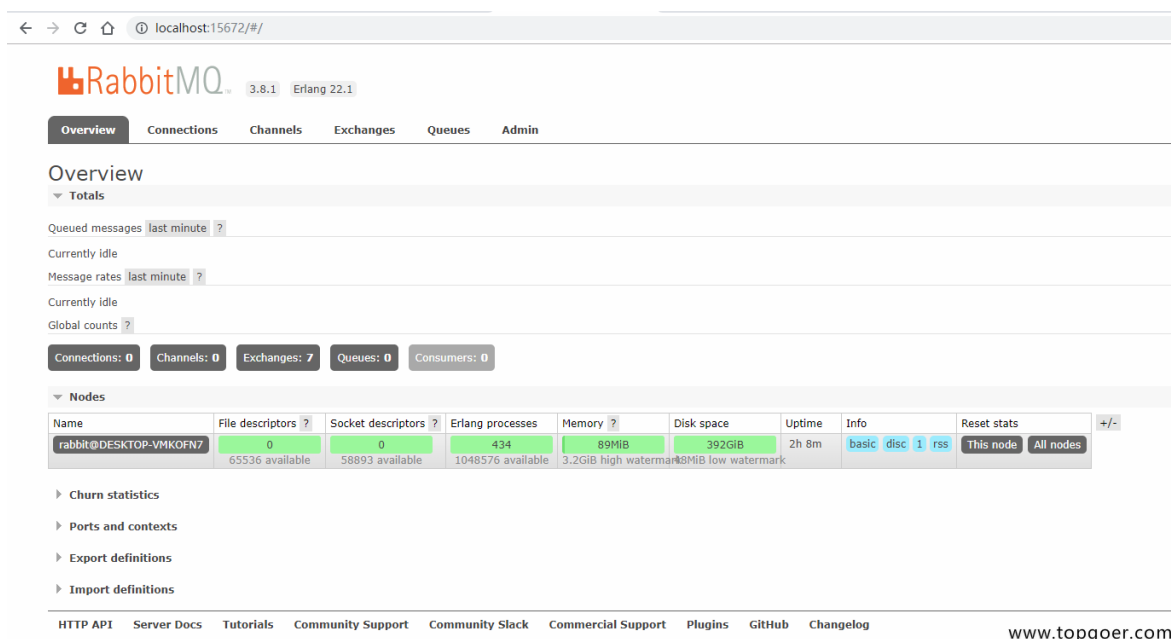 localhost:15672/#/
RabbitMQ TM 3.8.1 Erlang 22.1
Overview Connections Channels Exchanges Queues Admin
Overview
Totals
Queued messages last minute ?
Currently idle
Message rates last minute ?
Currently idle
Global counts ?
Connections: 0 Channels: 0 Exchanges: 7 Queues: 0 Consumers: 0
Nodes
Name File descriptors ? Socket descriptors ? Erlang processes Memory ? Disk space Uptime Info Reset stats +/-
rabbit@DESKTOP-VMKOFN7 0 0 434 89MiB 392GiB 2h 8m basic disc 1 rss This node All nodes
65536 available 58893 available 1048576 available 3.2GiB high watermark 48MiB low watermark
Churn statistics
Ports and contexts
Export definitions
Import definitions
HTTP API Server Docs Tutorials Community Support Community Slack Commercial Support Plugins GitHub Changelog
www.topgoer.com